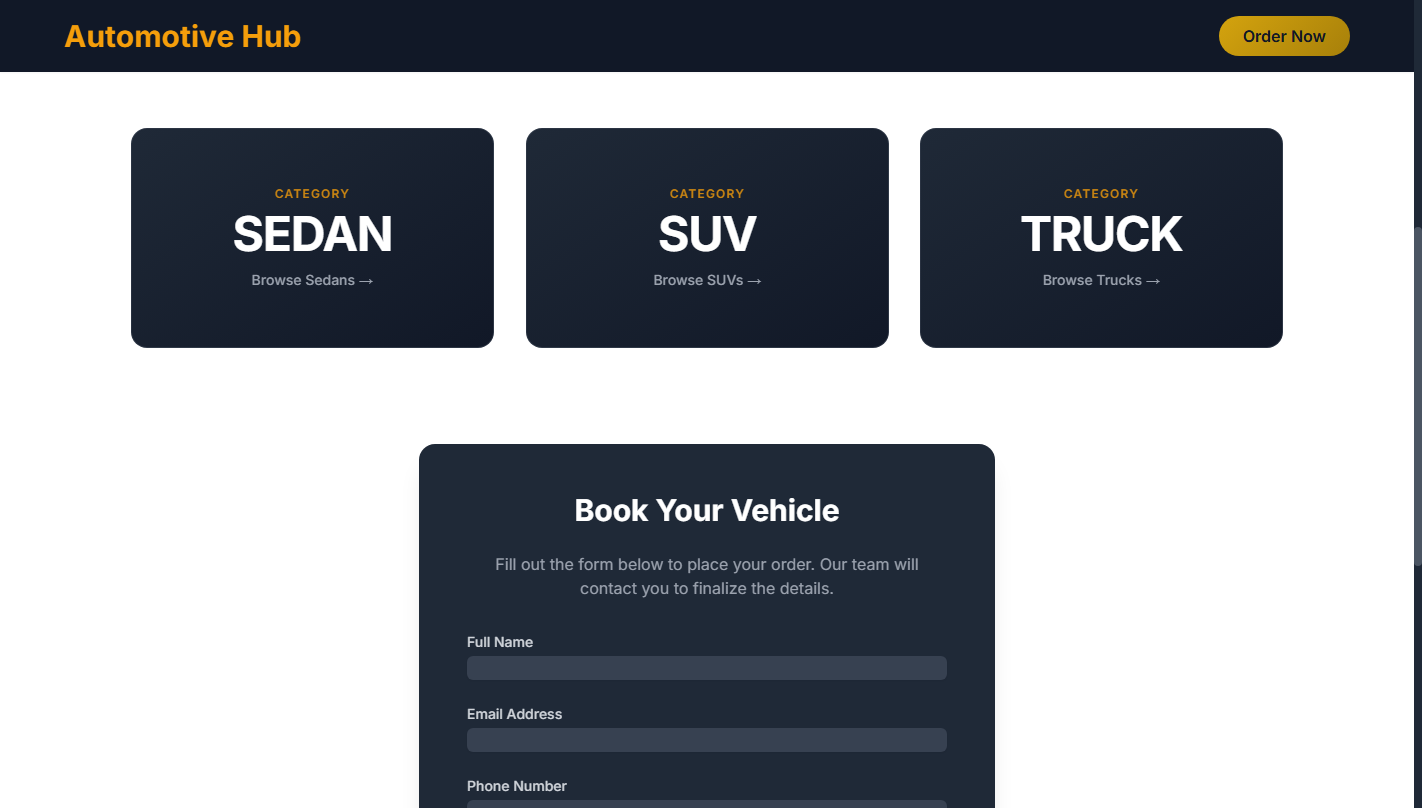 Automotive Hub
Order Now
CATEGORY
SEDAN
Browse Sedans →
CATEGORY
SUV
Browse SUVs →
CATEGORY
TRUCK
Browse Trucks →
Book Your Vehicle
Fill out the form below to place your order. Our team will
contact you to finalize the details.
Full Name
Email Address
Phone Number